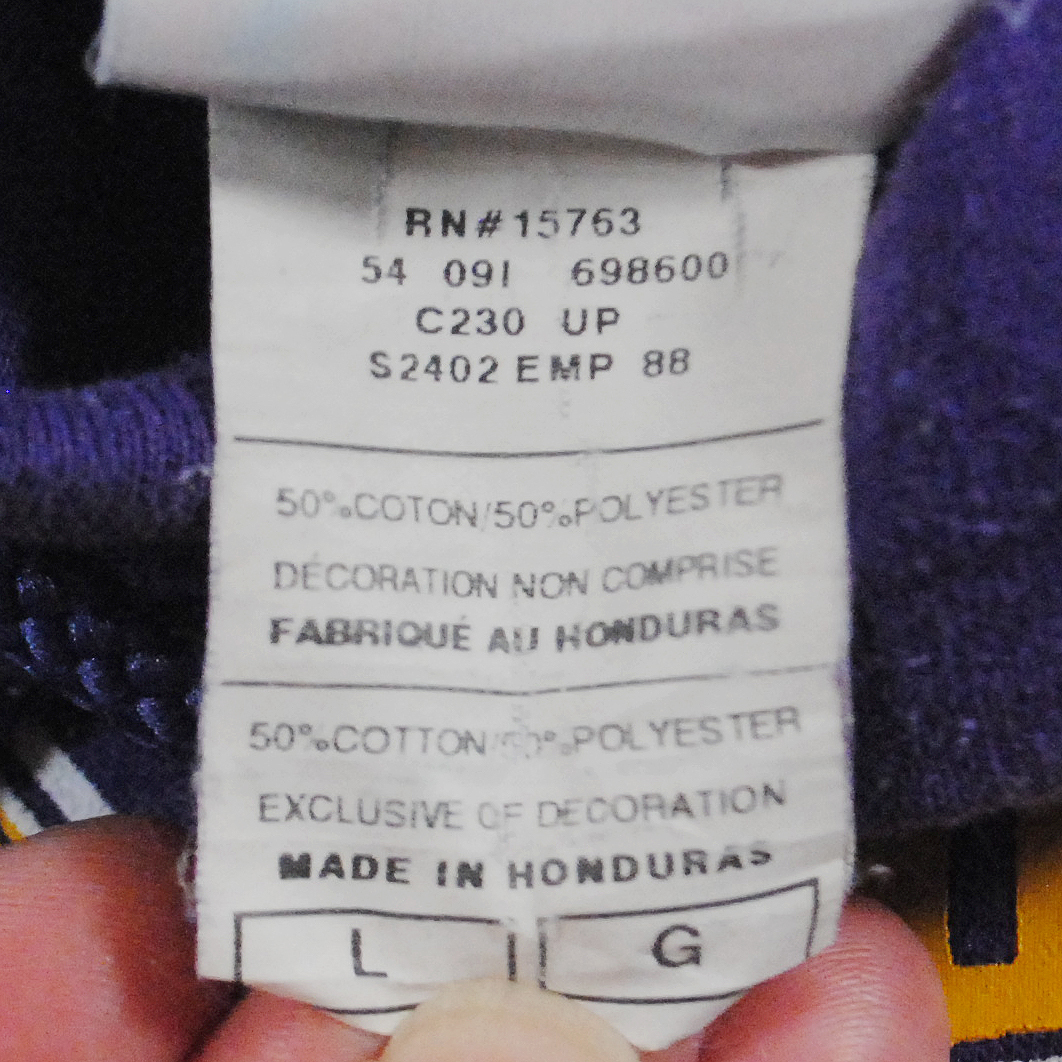 RN#15763
54 091 698600
C230 UP
S2402 EMP 88
50%COTON/50%POLYESTER
DÉCORATION NON COMPRISE
FABRIQUÉ AU HONDURAS
50%COTTON/50%POLYESTER
EXCLUSIVE OF DECORATION
MADE IN HONDURAS
L G